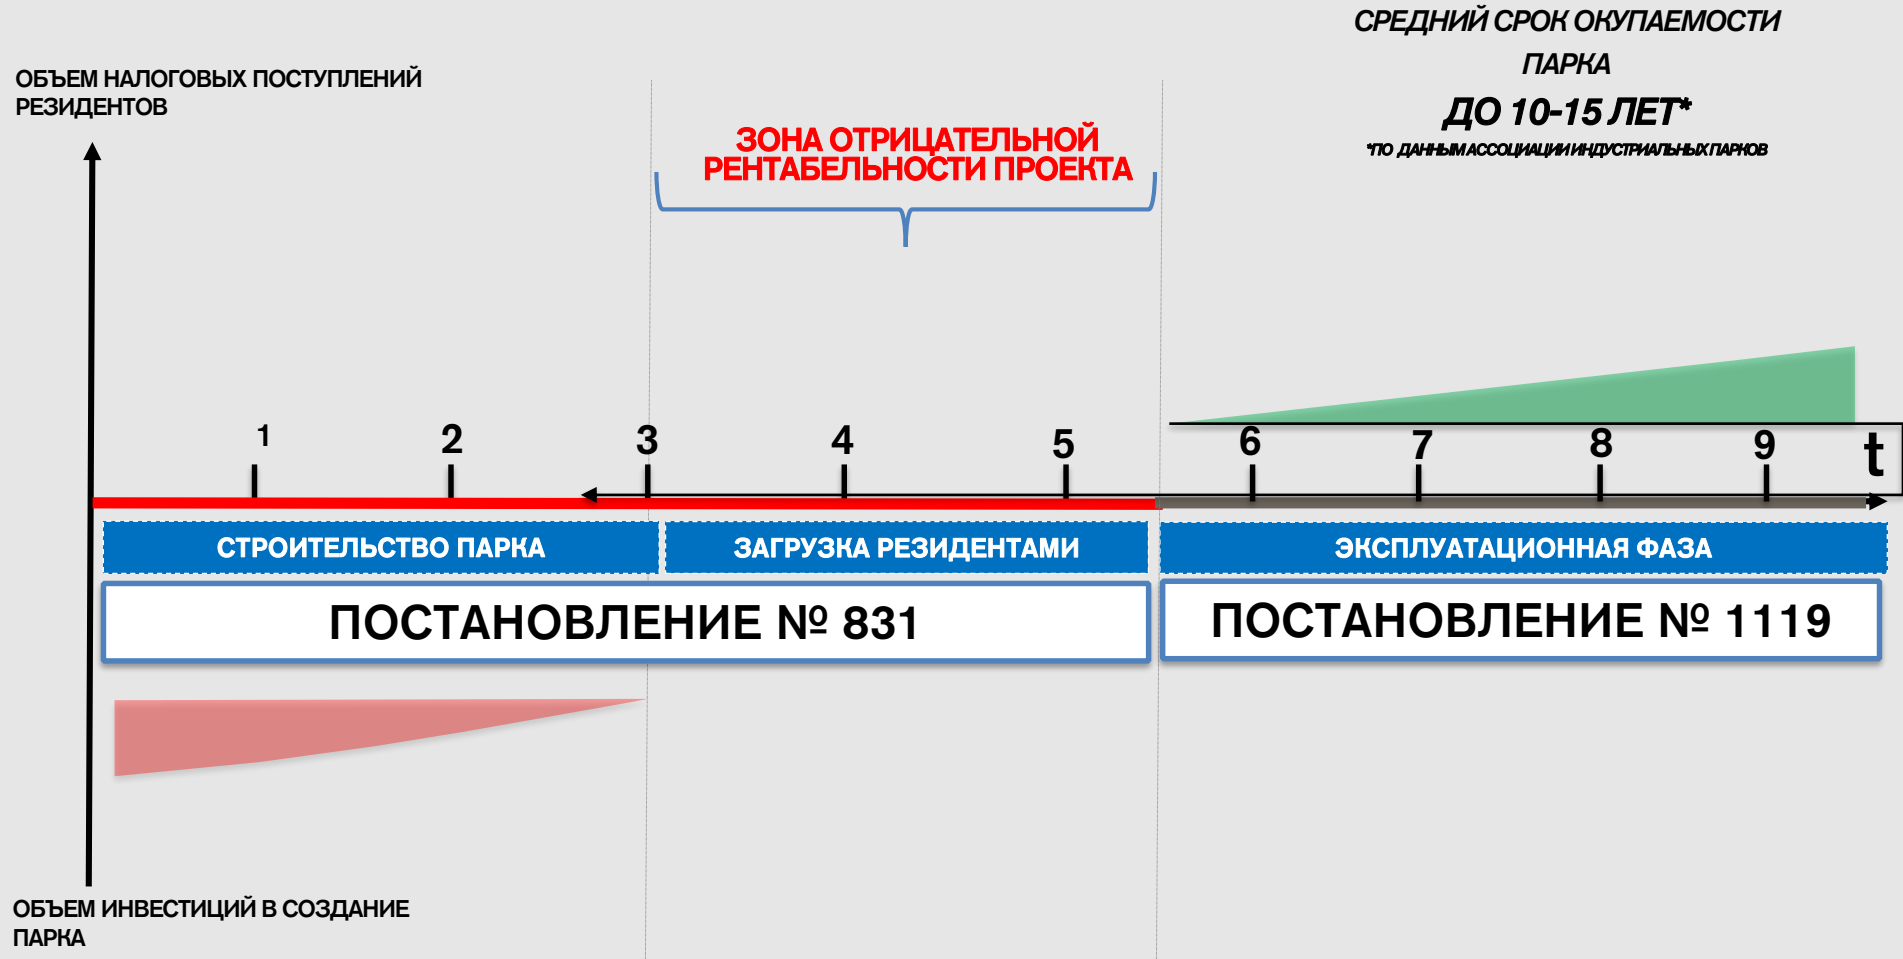 СРЕДНИЙ СРОК ОКУПАЕМОСТИ
ПАРКА
ДО 10-15 ЛЕТ*
*ПО ДАННЫМ АССОЦИАЦИИ ИНДУСТРИАЛЬНЫХ ПАРКОВ
ОБЪЕМ НАЛОГОВЫХ ПОСТУПЛЕНИЙ
РЕЗИДЕНТОВ
ЗОНА ОТРИЦАТЕЛЬНОЙ
РЕНТАБЕЛЬНОСТИ ПРОЕКТА
1 2 3 4 5 6 7 8 9 t
СТРОИТЕЛЬСТВО ПАРКА ЗАГРУЗКА РЕЗИДЕНТАМИ ЭКСПЛУАТАЦИОННАЯ ФАЗА
ПОСТАНОВЛЕНИЕ № 831 ПОСТАНОВЛЕНИЕ № 1119
ОБЪЕМ ИНВЕСТИЦИЙ В СОЗДАНИЕ
ПАРКА